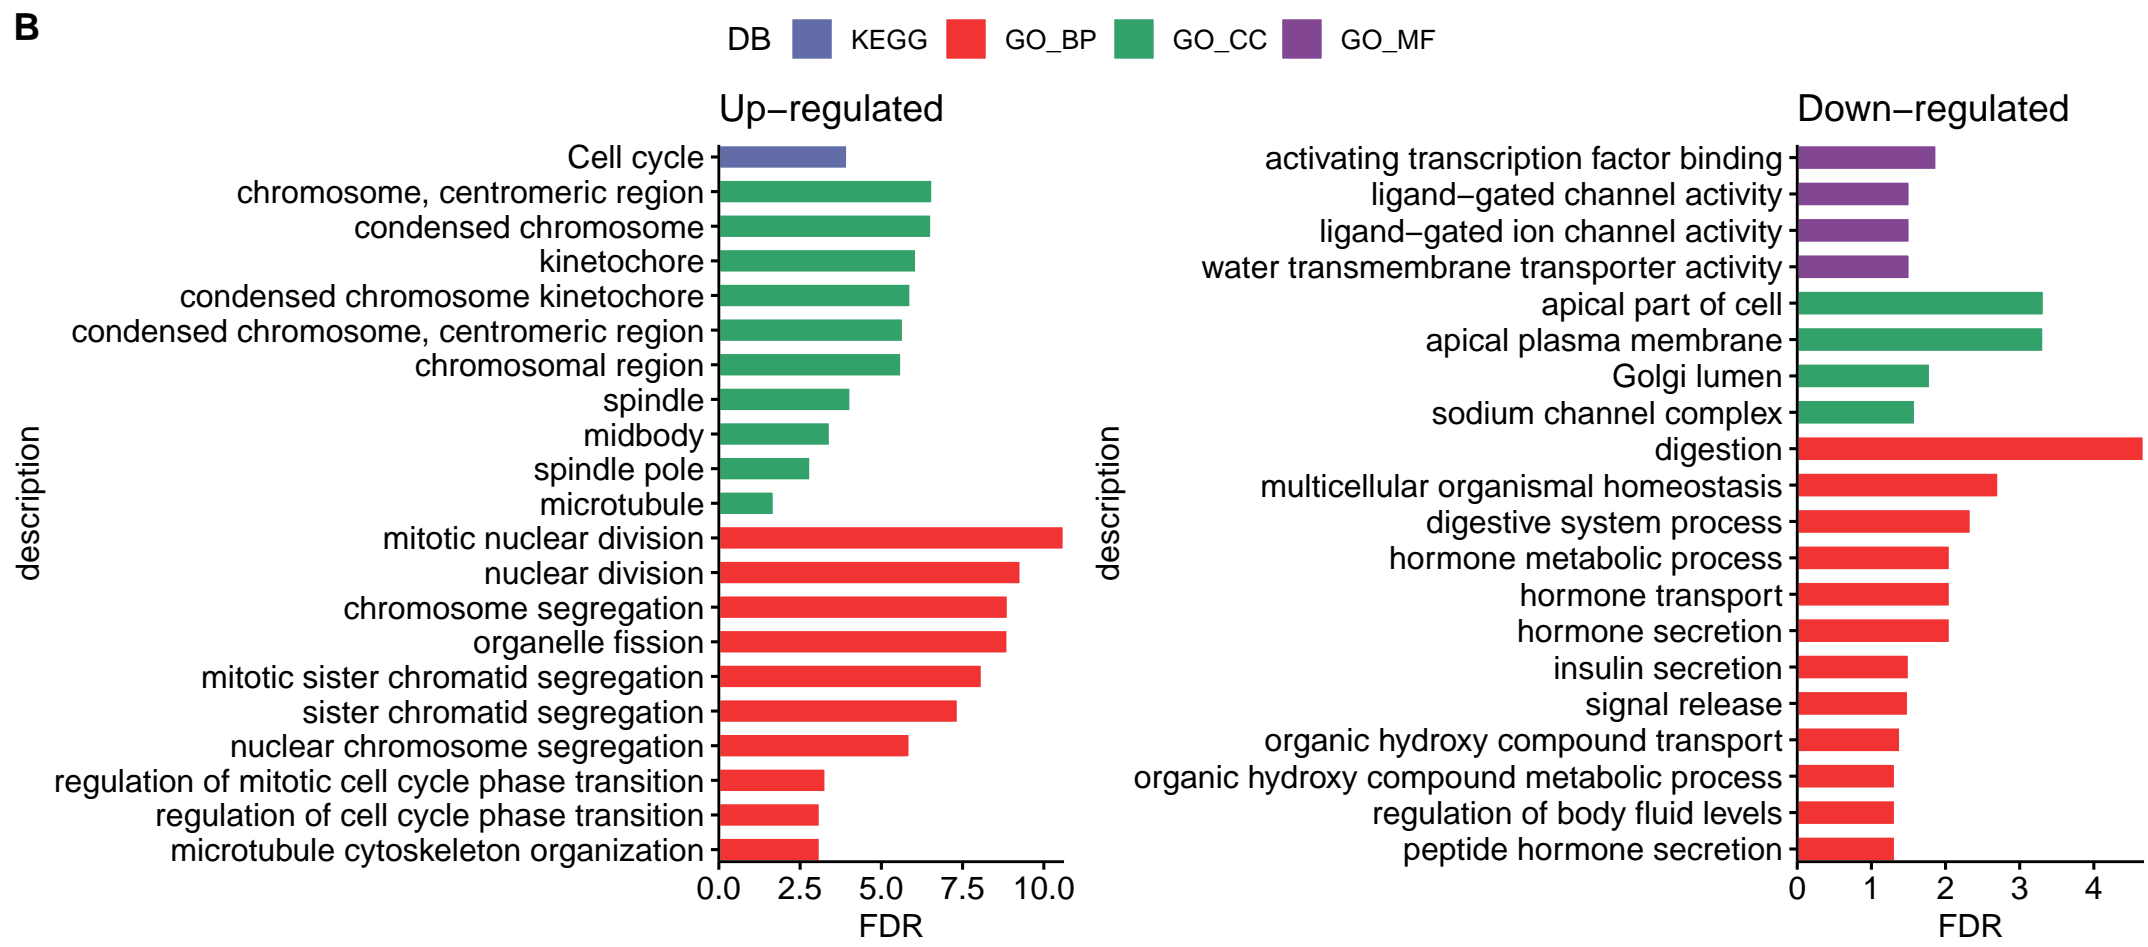 B
DB KEGG GO_BP GO_CC GO_MF
Up−regulated
Cell cycle
chromosome, centromeric region
condensed chromosome
kinetochore
condensed chromosome kinetochore
condensed chromosome, centromeric region
chromosomal region
spindle
midbody
spindle pole
microtubule
mitotic nuclear division
nuclear division
chromosome segregation
organelle fission
mitotic sister chromatid segregation
sister chromatid segregation
nuclear chromosome segregation
regulation of mitotic cell cycle phase transition
regulation of cell cycle phase transition
microtubule cytoskeleton organization
description
0.0 2.5 5.0 7.5 10.0
FDR
Down−regulated
activating transcription factor binding
ligand−gated channel activity
ligand−gated ion channel activity
water transmembrane transporter activity
apical part of cell
apical plasma membrane
Golgi lumen
sodium channel complex
digestion
multicellular organismal homeostasis
digestive system process
hormone metabolic process
hormone transport
hormone secretion
insulin secretion
signal release
organic hydroxy compound transport
organic hydroxy compound metabolic process
regulation of body fluid levels
peptide hormone secretion
description
0 1 2 3 4
FDR